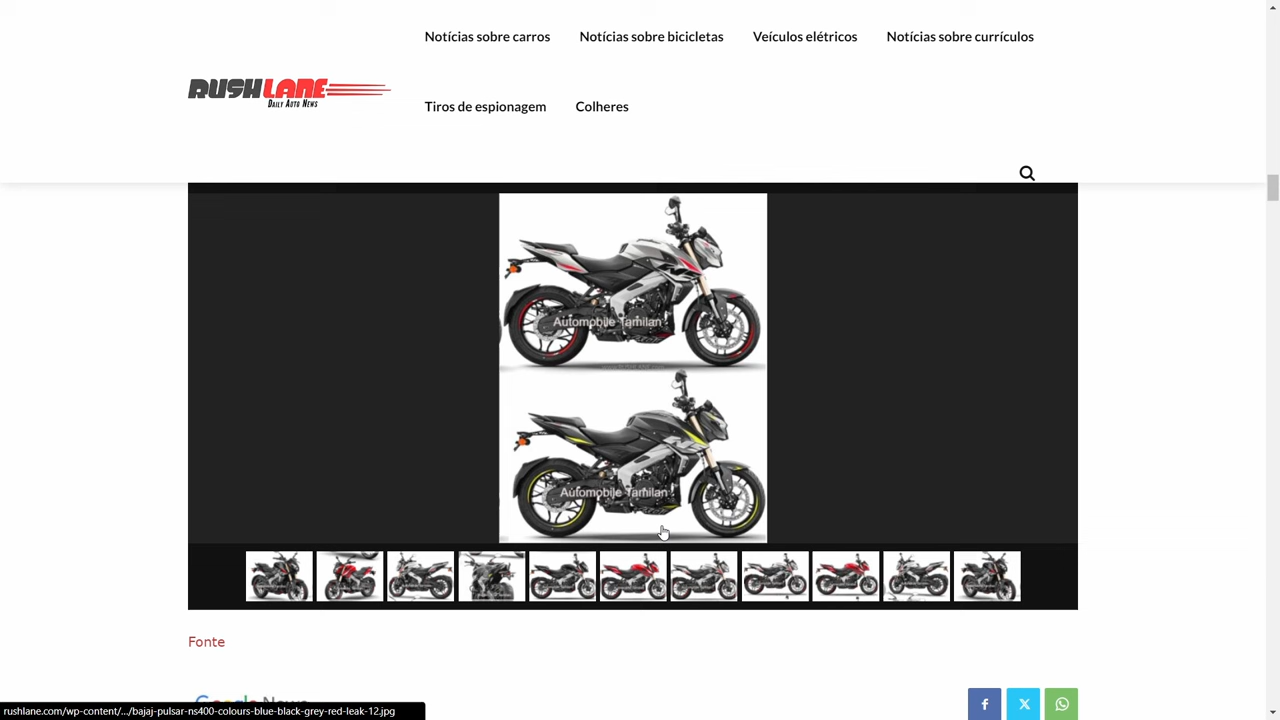 Notícias sobre carros
Notícias sobre bicicletas
Veículos elétricos
Notícias sobre currículos
RUSHLANE
DAILY AUTO NEWS
Tiros de espionagem
Colheres
Automobile Tamilan
Automobile Tamilan
Fonte
Google News
rushlane.com/wp-content/.../bajaj-pulsar-ns400-colours-blue-black-grey-red-leak-12.jpg